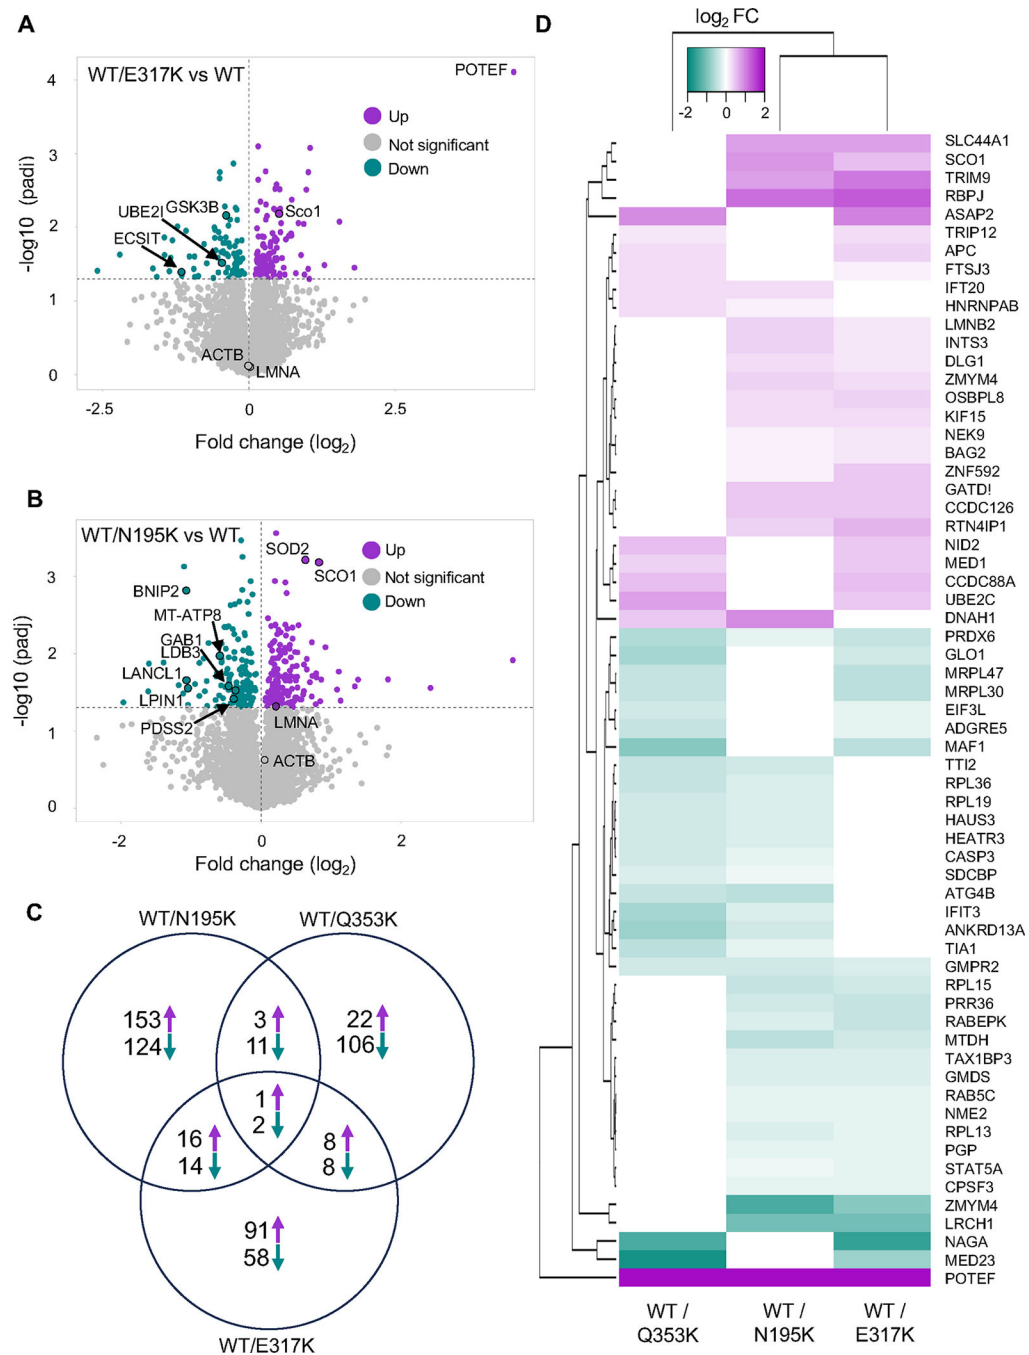 A
WT/E317K vs WT
POTEF
Up
Not significant
Down
GSK3B
UBE2I
ECSIT
Sco1
ACTB
LMNA
4
3
2
1
0
-log10 (padi)
-2.5
0
2.5
Fold change (log2)
B
WT/N195K vs WT
SOD2
SCO1
Up
Not significant
Down
BNIP2
MT-ATP8
GAB1
LDB3
LANCL1
LPIN1
PDSS2
LMNA
ACTB
3
2
1
0
-log10 (padj)
-2
0
2
Fold change (log2)
C
WT/N195K
WT/Q353K
153
124
3
11
22
106
1
2
16
14
8
8
91
58
WT/E317K
D
log2 FC
-2
0
2
SLC44A1
SCO1
TRIM9
RBPJ
ASAP2
TRIP12
APC
FTSJ3
IFT20
HNRNPAB
LMNB2
INTS3
DLG1
ZMYM4
OSBPL8
KIF15
NEK9
BAG2
ZNF592
GATD!
CCDC126
RTN4IP1
NID2
MED1
CCDC88A
UBE2C
DNAH1
PRDX6
GLO1
MRPL47
MRPL30
EIF3L
ADGRE5
MAF1
TTI2
RPL36
RPL19
HAUS3
HEATR3
CASP3
SDCBP
ATG4B
IFIT3
ANKRD13A
TIA1
GMPR2
RPL15
PRR36
RABEPK
MTDH
TAX1BP3
GMDS
RAB5C
NME2
RPL13
PGP
STAT5A
CPSF3
ZMYM4
LRCH1
NAGA
MED23
POTEF
WT / Q353K
WT / N195K
WT / E317K